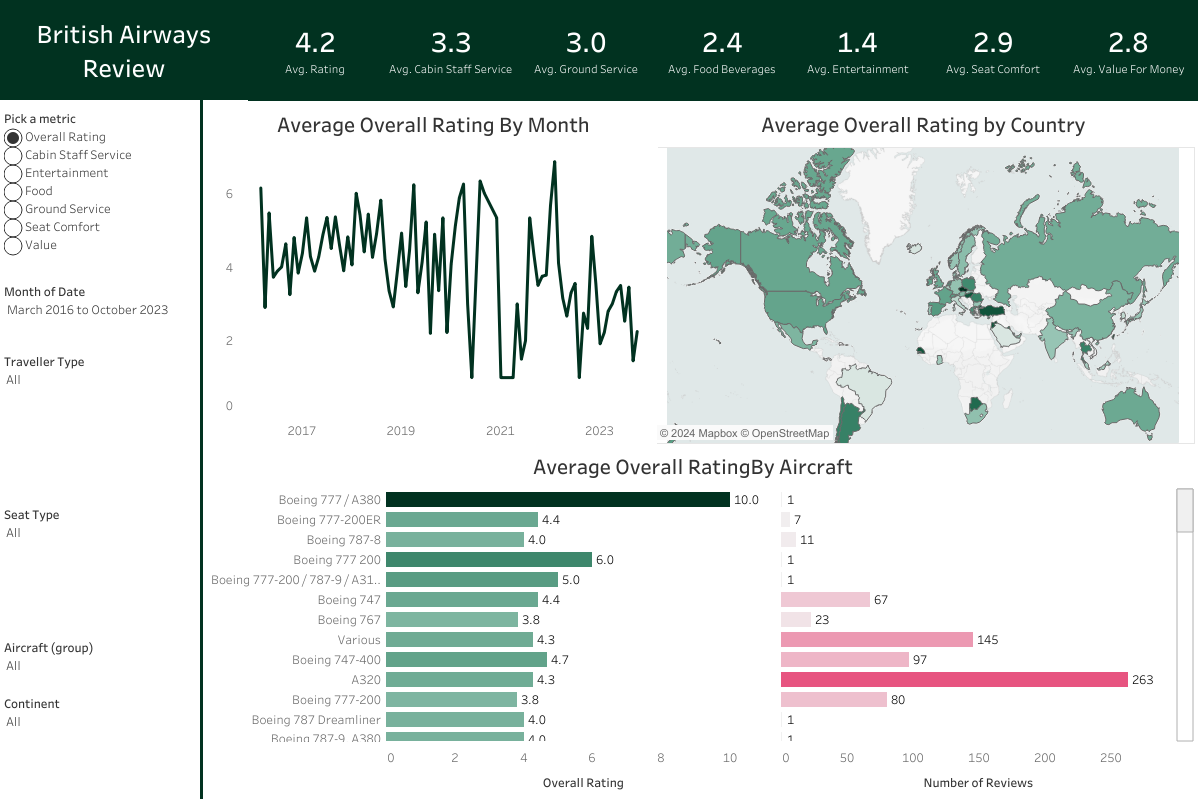 British Airways
Review
4.2
Avg. Rating
3.3
Avg. Cabin Staff Service
3.0
Avg. Ground Service
2.4
Avg. Food Beverages
1.4
Avg. Entertainment
2.9
Avg. Seat Comfort
2.8
Avg. Value For Money
Pick a metric
Overall Rating
Cabin Staff Service
Entertainment
Food
Ground Service
Seat Comfort
Value
Month of Date
March 2016 to October 2023
Traveller Type
All
Seat Type
All
Aircraft (group)
All
Continent
All
Average Overall Rating By Month
6
4
2
0
2017 2019 2021 2023
Average Overall Rating by Country
© 2024 Mapbox © OpenStreetMap
Average Overall RatingBy Aircraft
Boeing 777 / A380 10.0 1
Boeing 777-200ER 4.4 7
Boeing 787-8 4.0 11
Boeing 777 200 6.0 1
Boeing 777-200 / 787-9 / A31.. 5.0 1
Boeing 747 4.4 67
Boeing 767 3.8 23
Various 4.3 145
Boeing 747-400 4.7 97
A320 4.3 263
Boeing 777-200 3.8 80
Boeing 787 Dreamliner 4.0 1
Boeing 787-9, A380 4.0 1
0 2 4 6 8 10 0 50 100 150 200 250
Overall Rating Number of Reviews